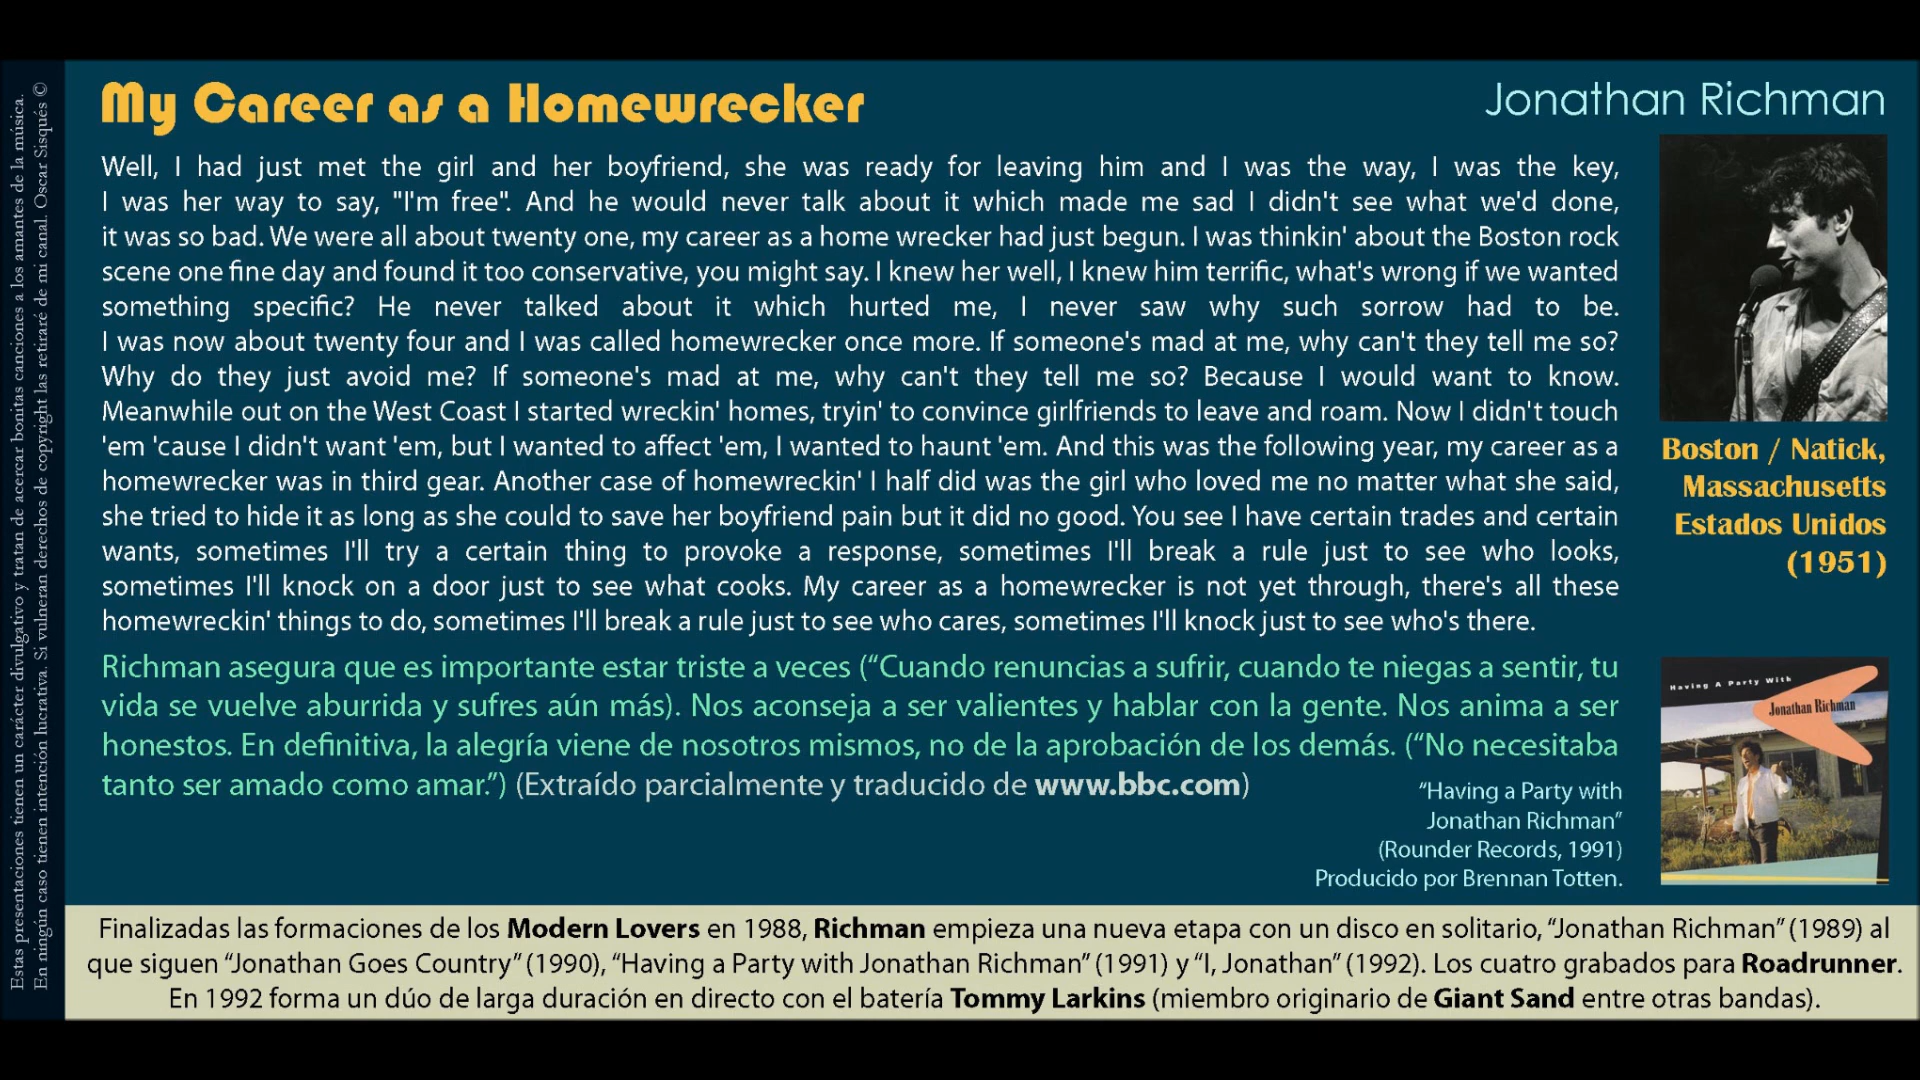 My Career as a Homewrecker
Jonathan Richman
Well, I had just met the girl and her boyfriend, she was ready for leaving him and I was the way, I was the key,
I was her way to say, "I'm free". And he would never talk about it which made me sad I didn't see what we'd done,
it was so bad. We were all about twenty one, my career as a home wrecker had just begun. I was thinkin' about the Boston rock
scene one fine day and found it too conservative, you might say. I knew her well, I knew him terrific, what's wrong if we wanted
something specific? He never talked about it which hurted me, I never saw why such sorrow had to be.
I was now about twenty four and I was called homewrecker once more. If someone's mad at me, why can't they tell me so?
Why do they just avoid me? If someone's mad at me, why can't they tell me so? Because I would want to know.
Meanwhile out on the West Coast I started wreckin' homes, tryin' to convince girlfriends to leave and roam. Now I didn't touch
'em 'cause I didn't want 'em, but I wanted to affect 'em, I wanted to haunt 'em. And this was the following year, my career as a
homewrecker was in third gear. Another case of homewreckin' I half did was the girl who loved me no matter what she said,
she tried to hide it as long as she could to save her boyfriend pain but it did no good. You see I have certain trades and certain
wants, sometimes I'll try a certain thing to provoke a response, sometimes I'll break a rule just to see who looks,
sometimes I'll knock on a door just to see what cooks. My career as a homewrecker is not yet through, there's all these
homewreckin' things to do, sometimes I'll break a rule just to see who cares, sometimes I'll knock just to see who's there.
Boston / Natick,
Massachusetts
Estados Unidos
(1951)
Richman asegura que es importante estar triste a veces (“Cuando renuncias a sufrir, cuando te niegas a sentir, tu
vida se vuelve aburrida y sufres aún más). Nos aconseja a ser valientes y hablar con la gente. Nos anima a ser
honestos. En definitiva, la alegría viene de nosotros mismos, no de la aprobación de los demás. (“No necesitaba
tanto ser amado como amar.”) (Extraído parcialmente y traducido de www.bbc.com)
“Having a Party with
Jonathan Richman”
(Rounder Records, 1991)
Producido por Brennan Totten.
Having A Party With
Jonathan Richman
Finalizadas las formaciones de los Modern Lovers en 1988, Richman empieza una nueva etapa con un disco en solitario, “Jonathan Richman” (1989) al
que siguen “Jonathan Goes Country” (1990), “Having a Party with Jonathan Richman” (1991) y “I, Jonathan” (1992). Los cuatro grabados para Roadrunner.
En 1992 forma un dúo de larga duración en directo con el batería Tommy Larkins (miembro originario de Giant Sand entre otras bandas).
Estas presentaciones tienen un carácter divulgativo y tratan de acercar bonitas canciones a los amantes de la música.
En ningún caso tienen intención lucrativa. Si vulneran derechos de copyright las retiraré de mi canal. Oscar Sisqués ©